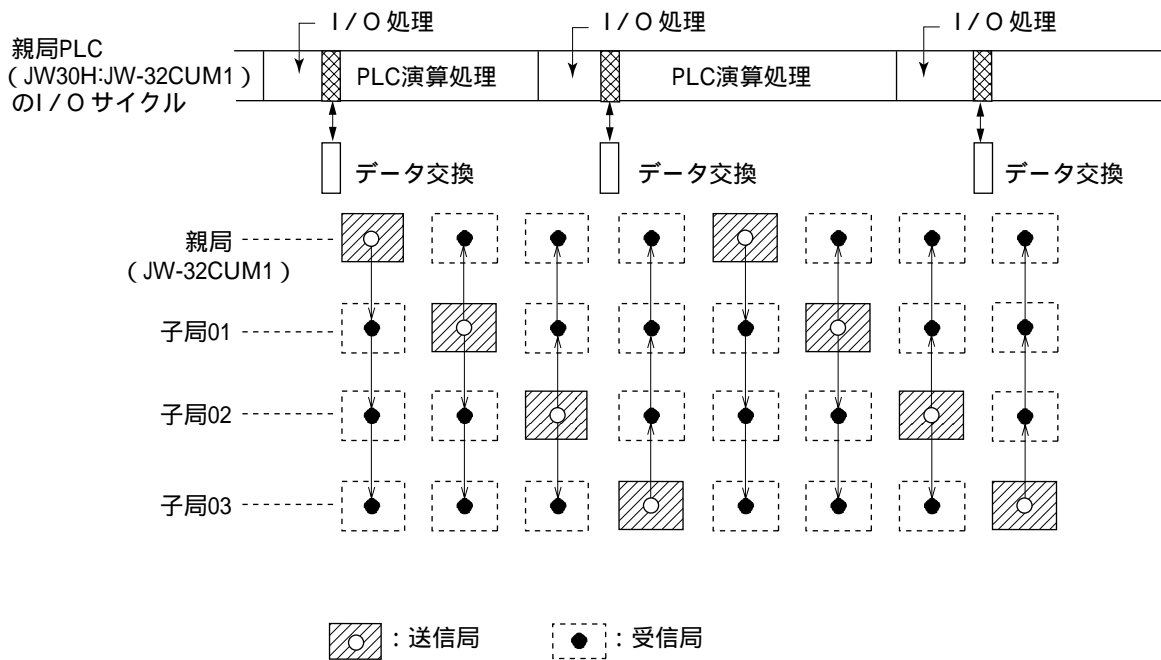 I / O 処理
I / O 処理
I / O 処理
親局PLC
( JW30H:JW-32CUM1 )
のI / O サイクル
PLC演算処理
PLC演算処理
データ交換
データ交換
データ交換
親局
( JW-32CUM1 )
子局01
子局02
子局03
: 送信局
: 受信局